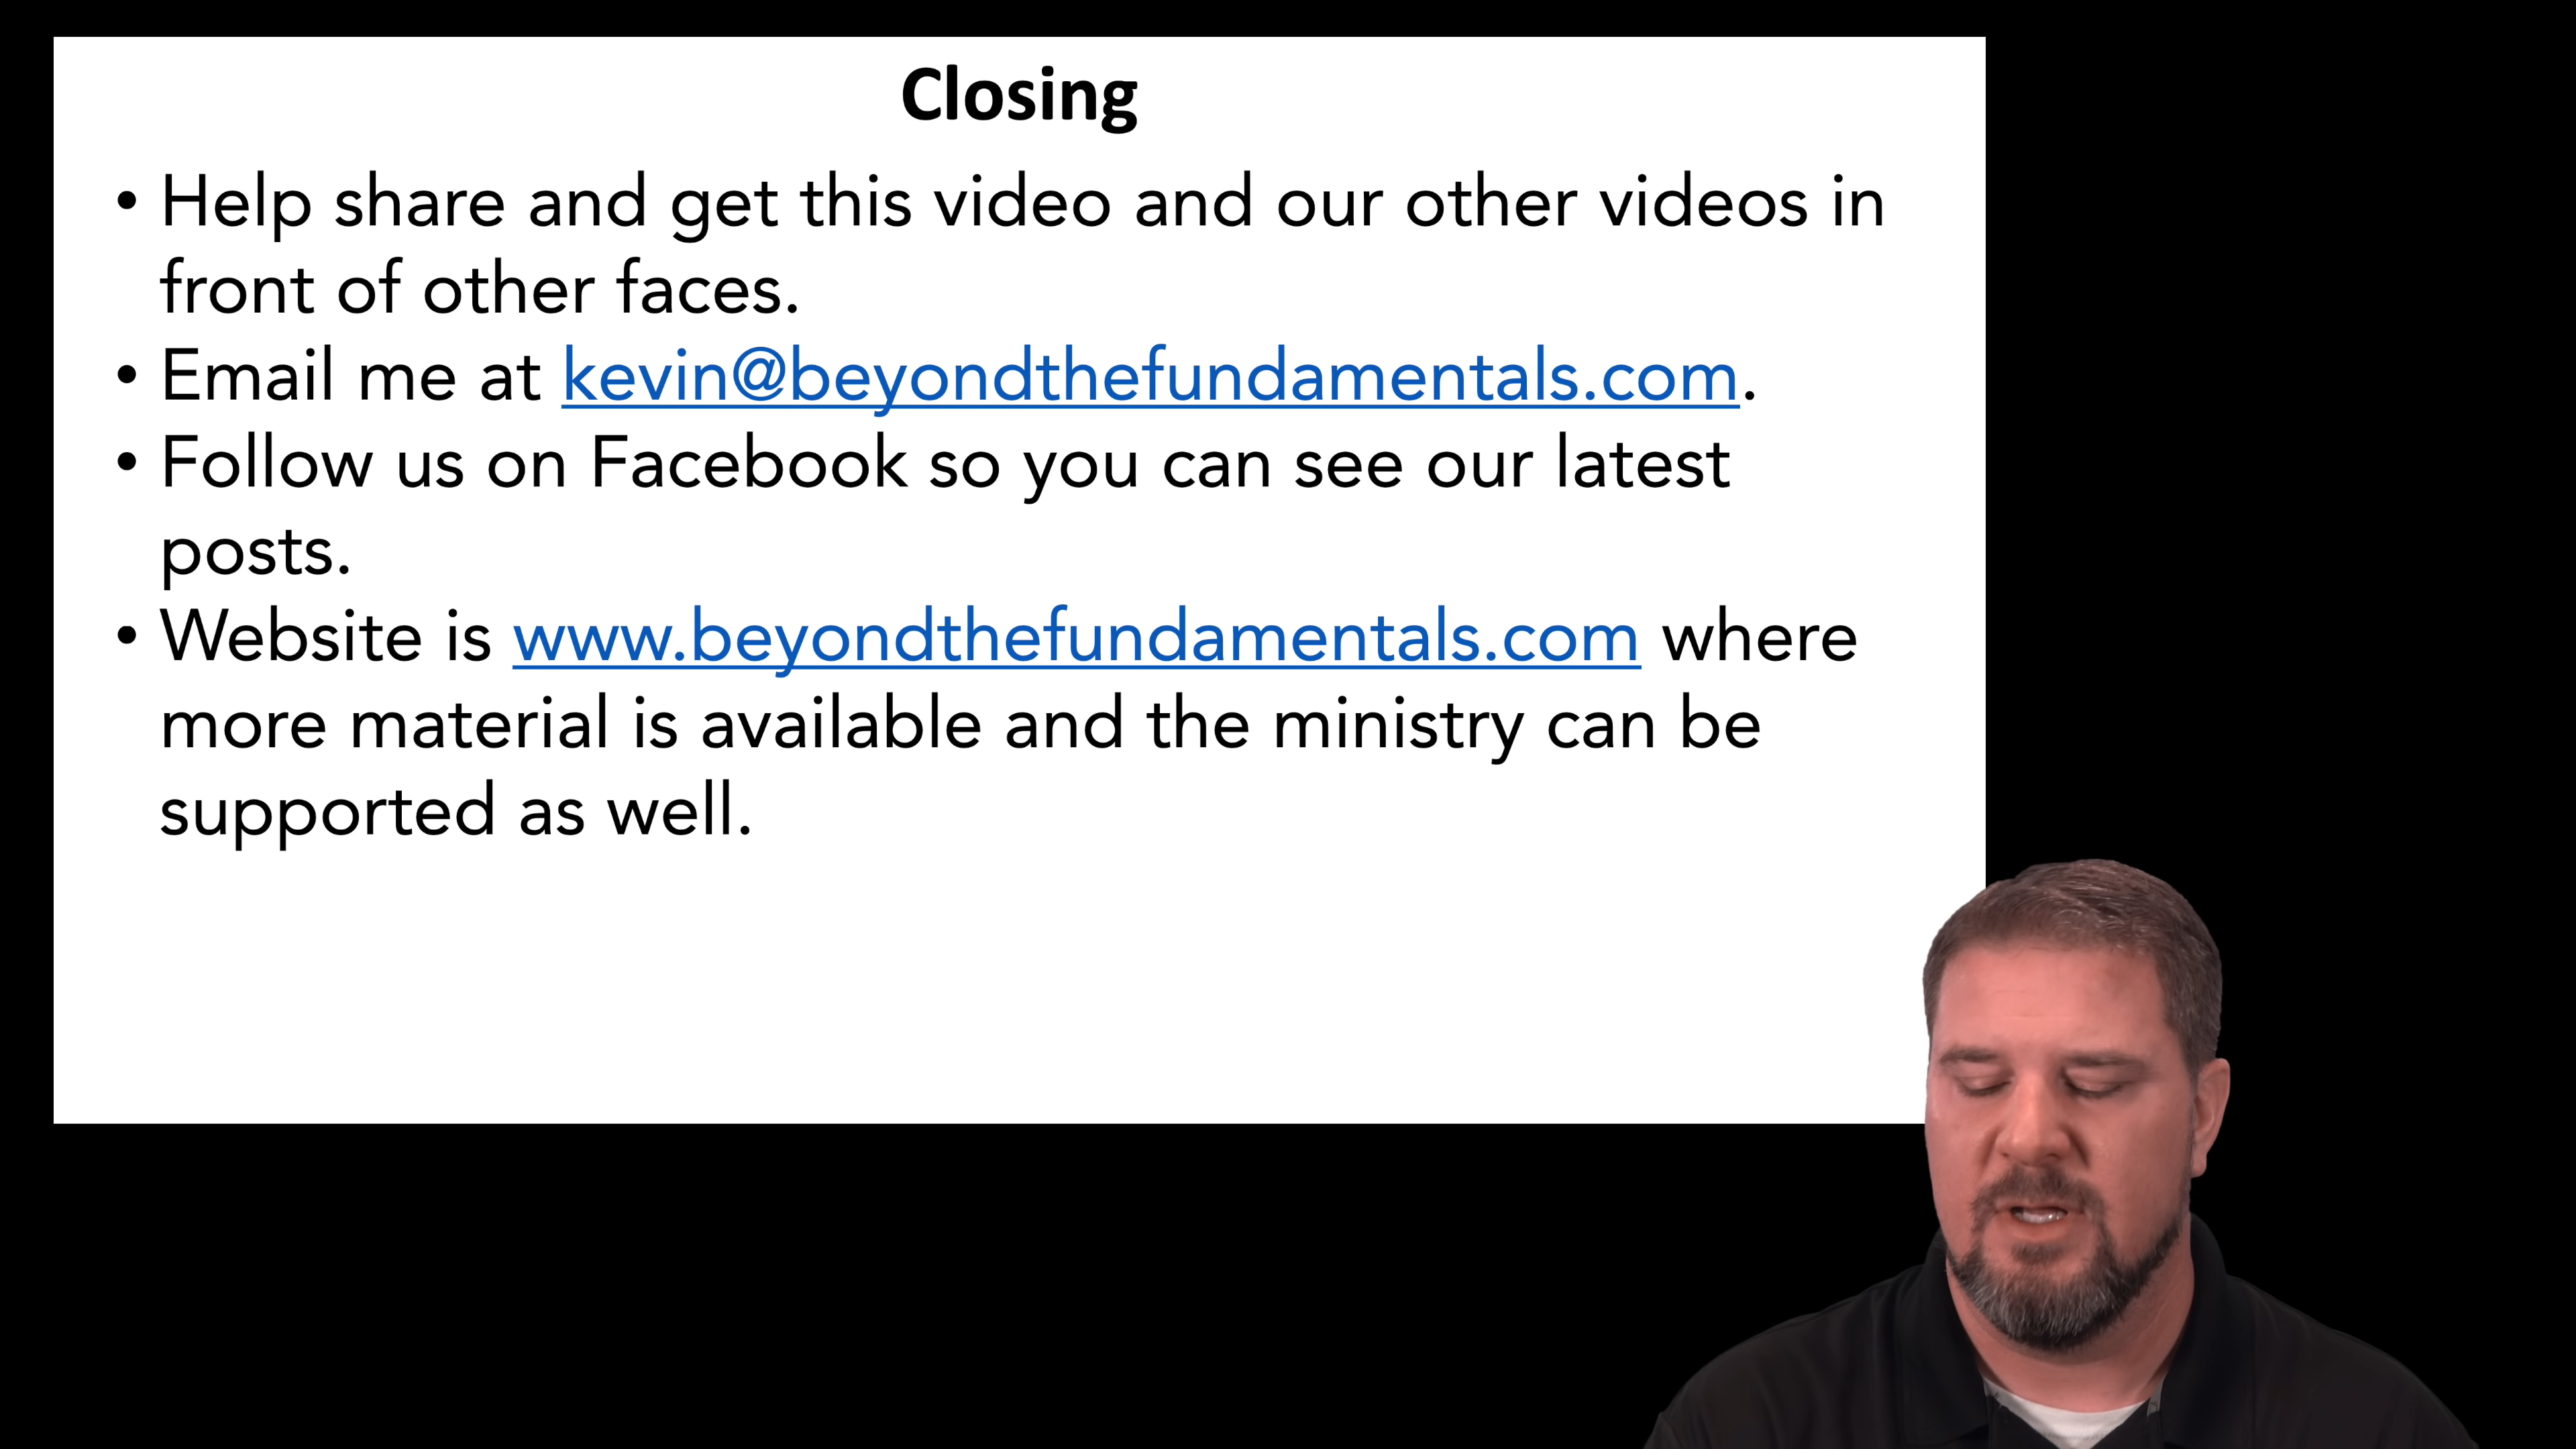 Closing
• Help share and get this video and our other videos in
front of other faces.
• Email me at kevin@beyondthefundamentals.com.
• Follow us on Facebook so you can see our latest
posts.
• Website is www.beyondthefundamentals.com where
more material is available and the ministry can be
supported as well.